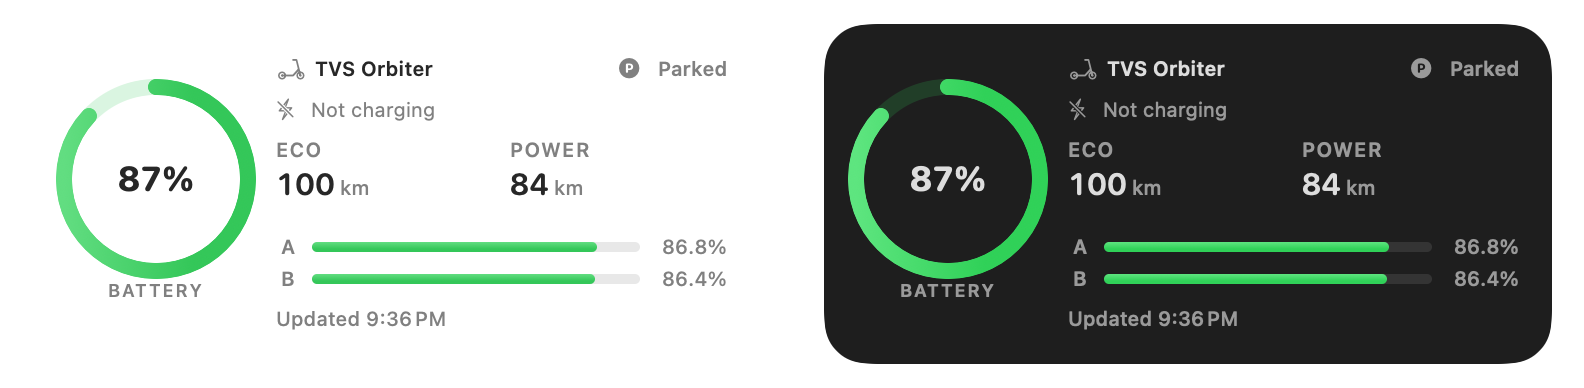 TVS Orbiter
P Parked
Not charging
ECO
POWER
100 km
84 km
87%
A 86.8%
B 86.4%
BATTERY
Updated 9:36 PM
TVS Orbiter
P Parked
Not charging
ECO
POWER
100 km
84 km
87%
A 86.8%
B 86.4%
BATTERY
Updated 9:36 PM